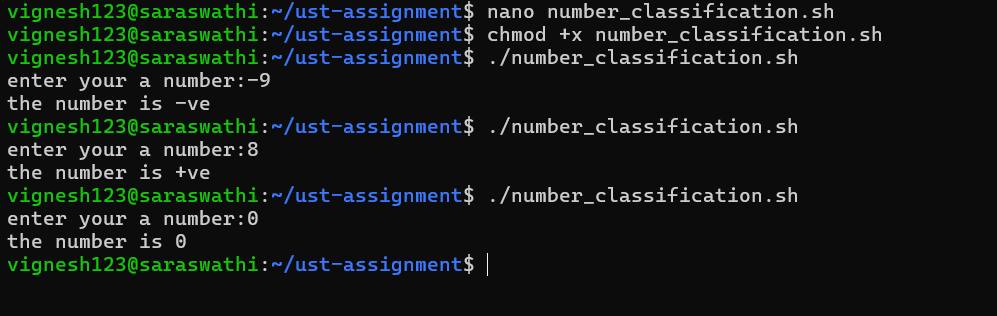 vignesh123@saraswathi:~/ust-assignment$ nano number_classification.sh
vignesh123@saraswathi:~/ust-assignment$ chmod +x number_classification.sh
vignesh123@saraswathi:~/ust-assignment$ ./number_classification.sh
enter your a number:-9
the number is -ve
vignesh123@saraswathi:~/ust-assignment$ ./number_classification.sh
enter your a number:8
the number is +ve
vignesh123@saraswathi:~/ust-assignment$ ./number_classification.sh
enter your a number:0
the number is 0
vignesh123@saraswathi:~/ust-assignment$